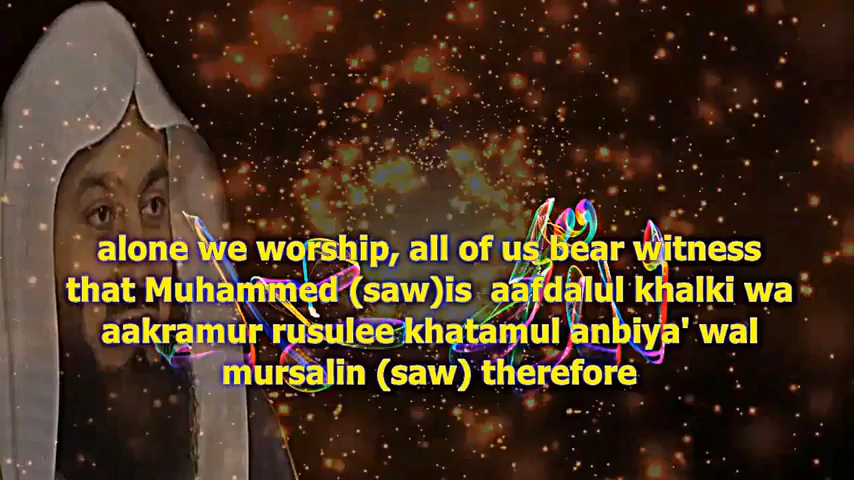 alone we worship, all of us bear witness
that Muhammed (saw)is  aafdalul khalki wa
aakramur rusulee khatamul anbiya' wal
mursalin (saw) therefore